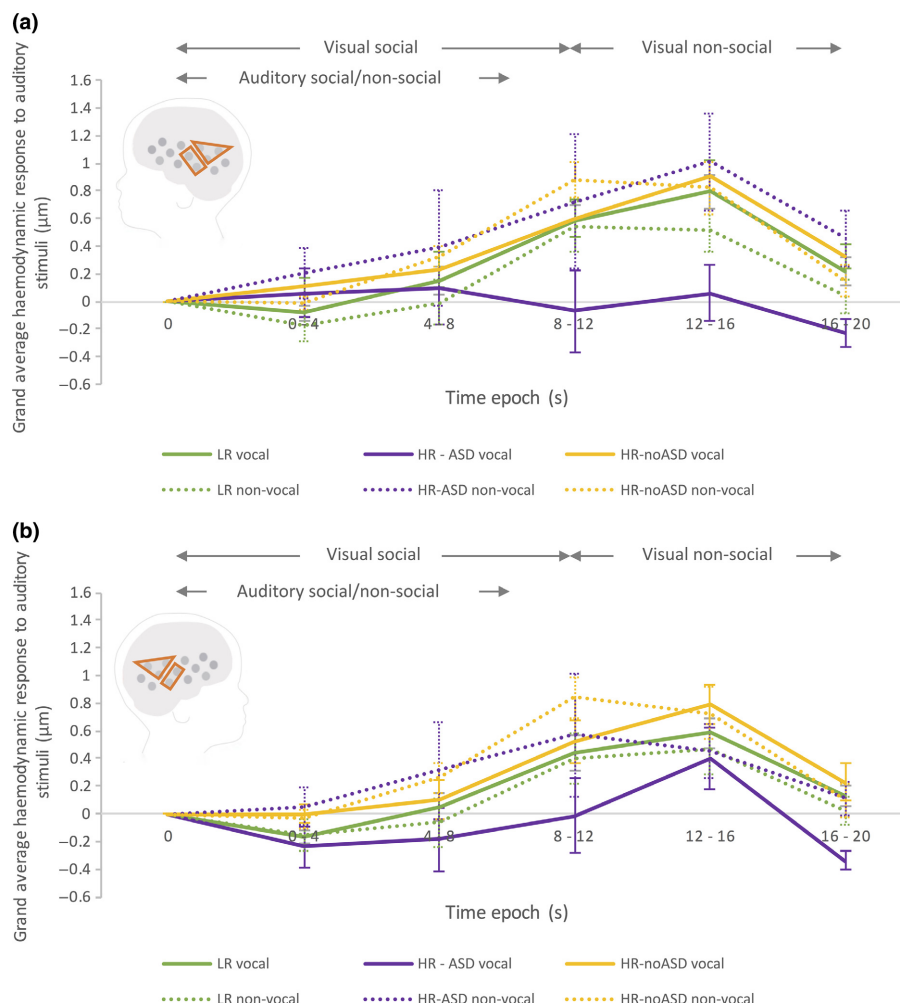 (a)
Visual social
Visual non-social
Auditory social/non-social
Grand average haemodynamic response to auditory
stimuli (μm)
1.6
1.4
1.2
1
0.8
0.6
0.4
0.2
0
–0.2
–0.4
–0.6
0
0 – 4
4 - 8
8 -12
12 -16
16 - 20
Time epoch (s)
LR vocal
HR - ASD vocal
HR-noASD vocal
LR non-vocal
HR-ASD non-vocal
HR-noASD non-vocal
(b)
Visual social
Visual non-social
Auditory social/non-social
Grand average haemodynamic response to auditory
stimuli (μm)
1.6
1.4
1.2
1
0.8
0.6
0.4
0.2
0
–0.2
–0.4
–0.6
0
0 – 4
4 - 8
8 -12
12 - 16
16 - 20
Time epoch (s)
LR vocal
HR - ASD vocal
HR-noASD vocal
LR non-vocal
HR-ASD non-vocal
HR-noASD non-vocal